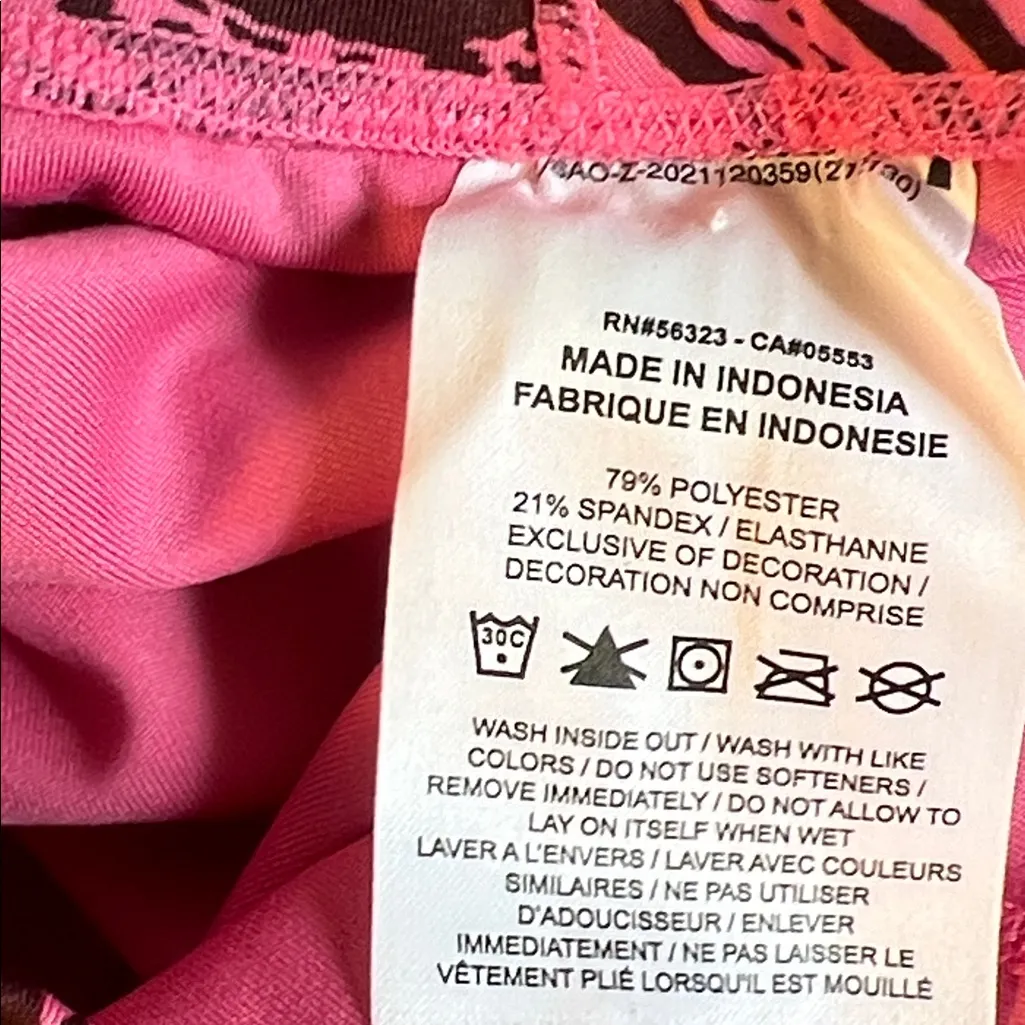 RN#56323 - CA#05553
MADE IN INDONESIA
FABRIQUE EN INDONESIE
79% POLYESTER
21% SPANDEX / ELASTHANNE
EXCLUSIVE OF DECORATION /
DECORATION NON COMPRISE
30C
WASH INSIDE OUT / WASH WITH LIKE
COLORS / DO NOT USE SOFTENERS /
REMOVE IMMEDIATELY / DO NOT ALLOW TO
LAY ON ITSELF WHEN WET
LAVER A L'ENVERS / LAVER AVEC COULEURS
SIMILAIRES / NE PAS UTILISER
D'ADOUCISSEUR / ENLEVER
IMMEDIATEMENT / NE PAS LAISSER LE
VÊTEMENT PLIÉ LORSQU'IL EST MOUILLÉ